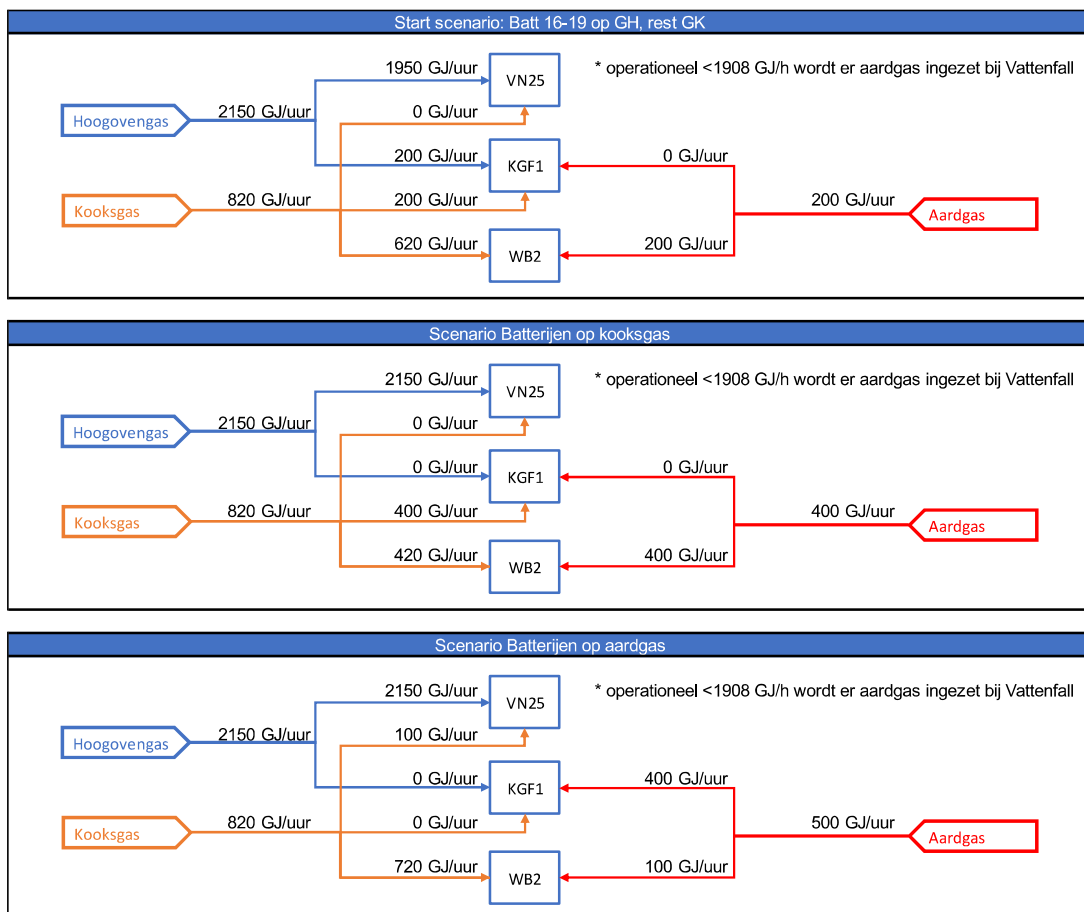 Start scenario: Batt 16-19 op GH, rest GK
1950 GJ/uur
VN25
* operationeel <1908 GJ/h wordt er aardgas ingezet bij Vattenfall
Hoogovengas
2150 GJ/uur
0 GJ/uur
200 GJ/uur
KGF1
0 GJ/uur
Kooksgas
820 GJ/uur
200 GJ/uur
200 GJ/uur
Aardgas
620 GJ/uur
WB2
200 GJ/uur
Scenario Batterijen op kooksgas
2150 GJ/uur
VN25
* operationeel <1908 GJ/h wordt er aardgas ingezet bij Vattenfall
Hoogovengas
2150 GJ/uur
0 GJ/uur
0 GJ/uur
KGF1
0 GJ/uur
Kooksgas
820 GJ/uur
400 GJ/uur
400 GJ/uur
Aardgas
420 GJ/uur
WB2
400 GJ/uur
Scenario Batterijen op aardgas
2150 GJ/uur
VN25
* operationeel <1908 GJ/h wordt er aardgas ingezet bij Vattenfall
Hoogovengas
2150 GJ/uur
100 GJ/uur
0 GJ/uur
KGF1
400 GJ/uur
Kooksgas
820 GJ/uur
0 GJ/uur
500 GJ/uur
Aardgas
720 GJ/uur
WB2
100 GJ/uur